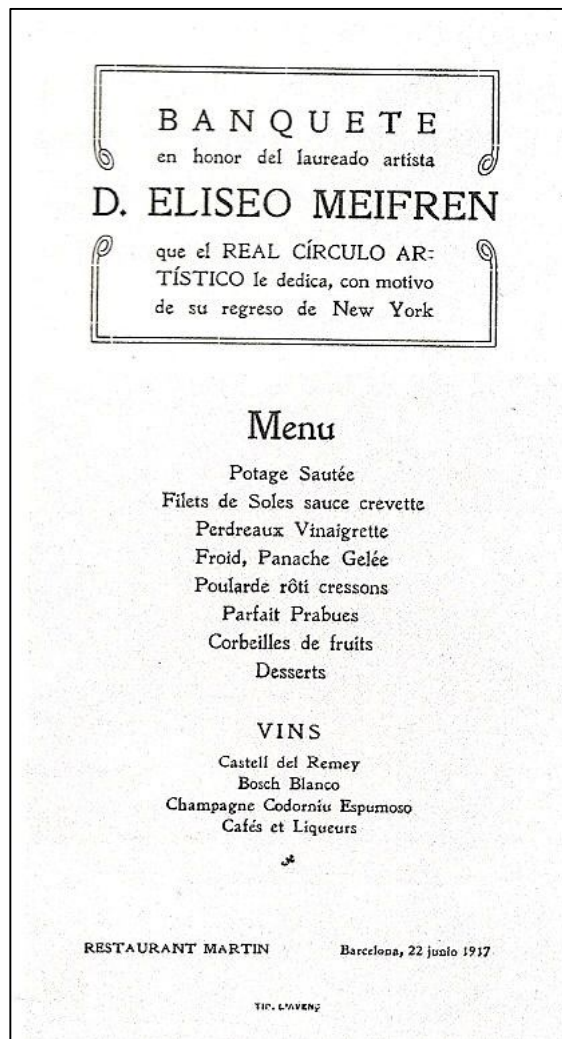 BANQUETE
en honor del laureado artista
D. ELISEO MEIFREN
que el REAL CÍRCULO AR=
TÍSTICO le dedica, con motivo
de su regreso de New York
Menu
Potage Sautée
Filets de Soles sauce crevette
Perdreaux Vinaigrette
Froid, Panache Gelée
Poularde rôti cressons
Parfait Prabues
Corbeilles de fruits
Desserts
VINS
Castell del Remey
Bosch Blanco
Champagne Codorniu Espumoso
Cafés et Liqueurs
RESTAURANT MARTIN Barcelona, 22 junio 1917
TIP. L'AVENÇ